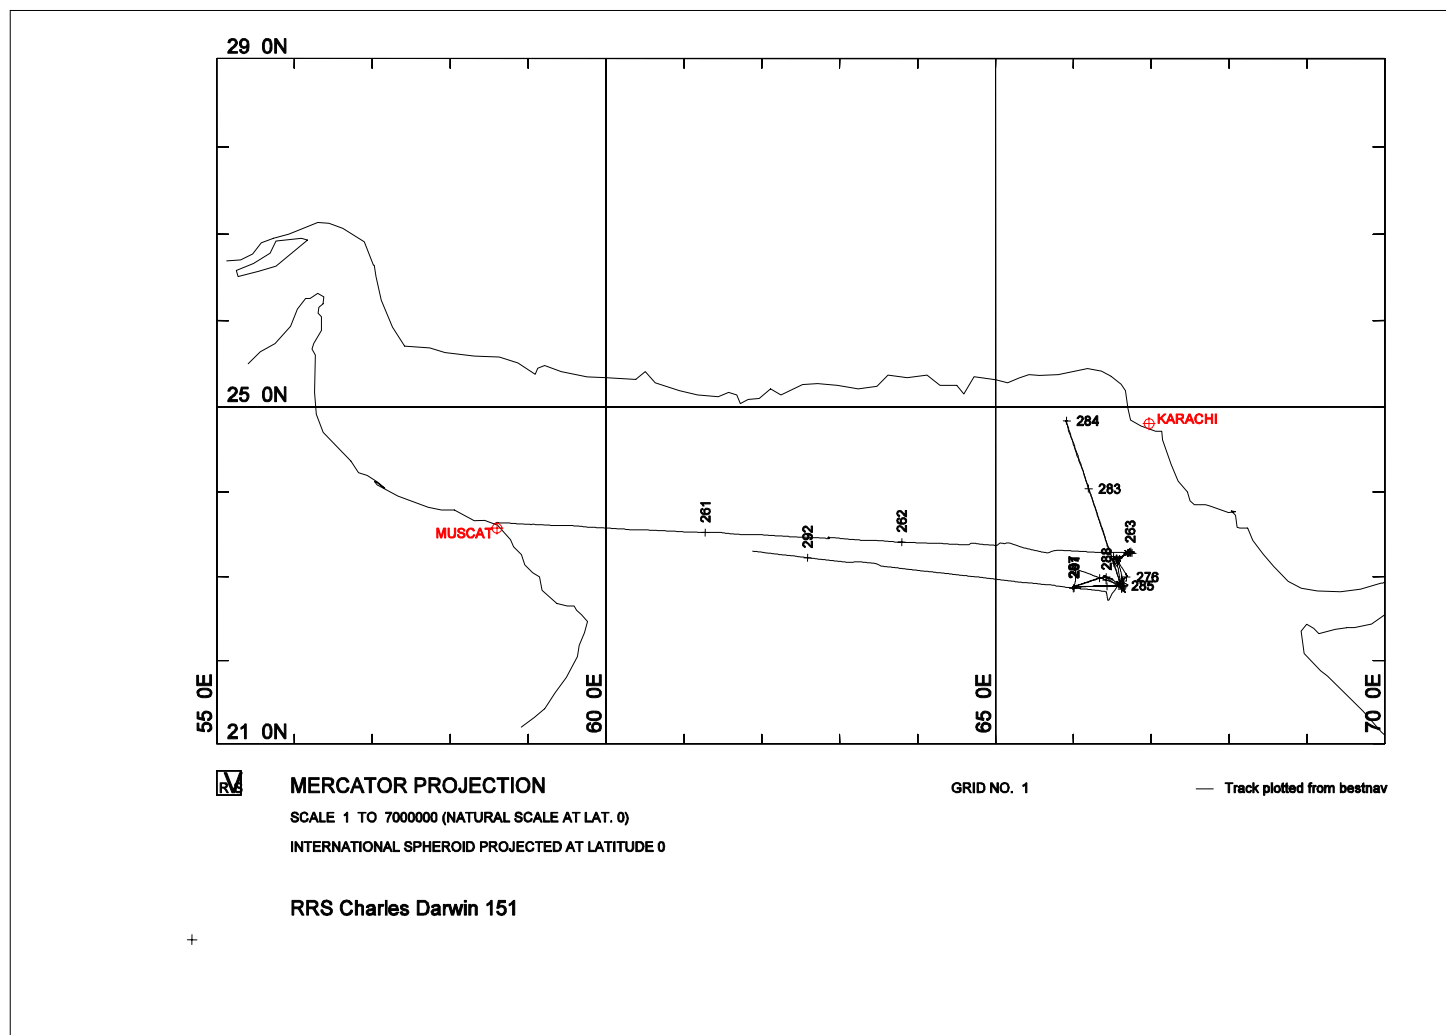 29 0N
25 0N
284
KARACHI
283
261
262
263
MUSCAT
292
288
276
285
55 0E
60 0E
65 0E
70 0E
21 0N
RVS
MERCATOR PROJECTION
GRID NO. 1
Track plotted from bestnav
SCALE 1 TO 7000000 (NATURAL SCALE AT LAT. 0)
INTERNATIONAL SPHEROID PROJECTED AT LATITUDE 0
RRS Charles Darwin 151